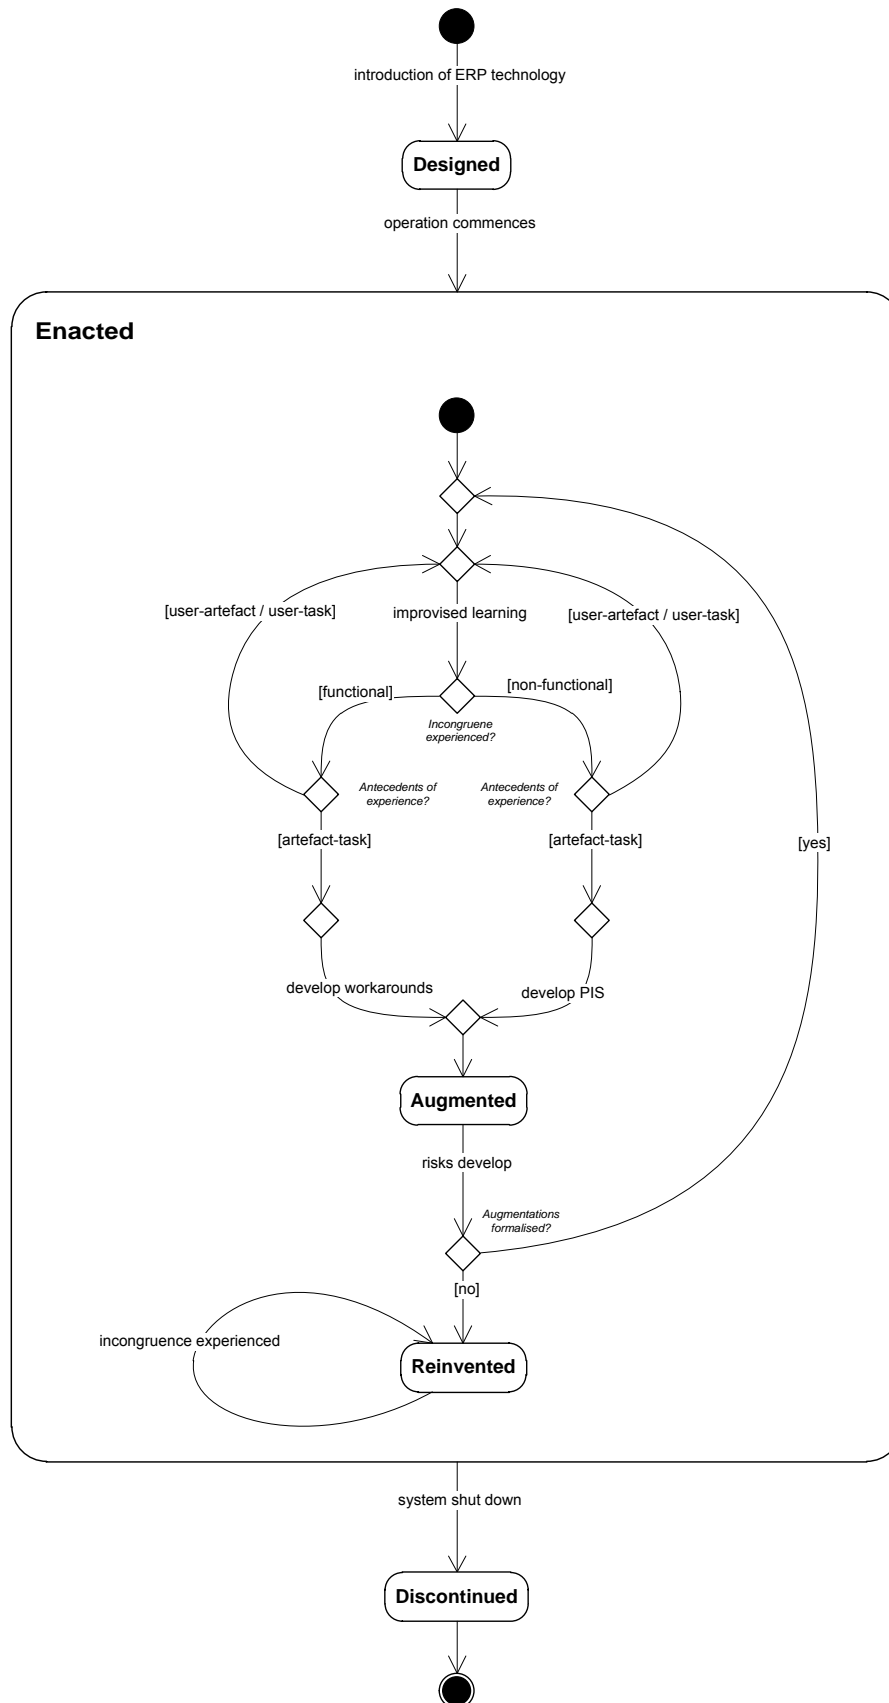 introduction of ERP technology
Designed
operation commences
Enacted
[user-artefact / user-task]
improvised learning
[user-artefact / user-task]
[functional]
[non-functional]
Incongruene
experienced?
Antecedents of
experience?
Antecedents of
experience?
[artefact-task]
[artefact-task]
[yes]
develop workarounds
develop PIS
Augmented
risks develop
Augmentations
formalised?
[no]
incongruence experienced
Reinvented
system shut down
Discontinued